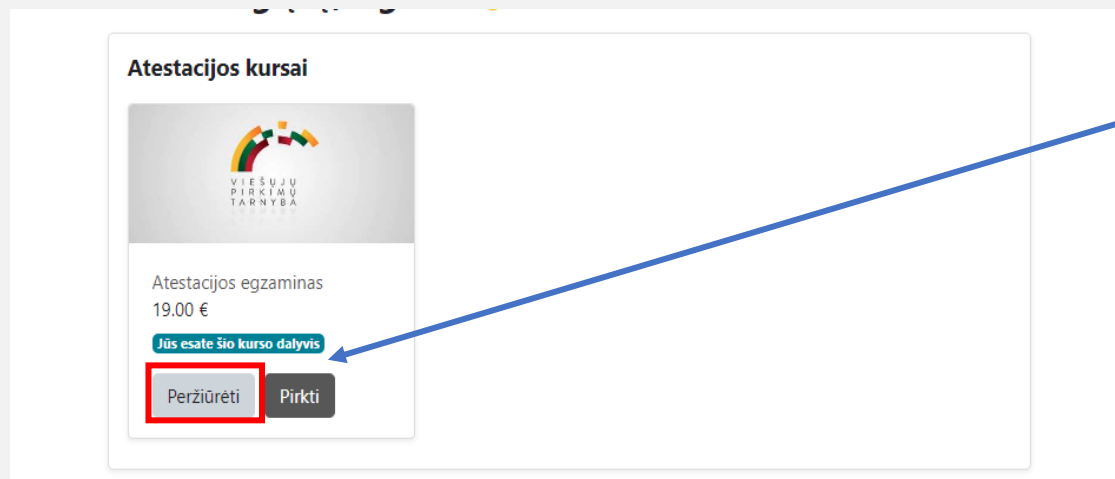 Atestacijos kursai
VIEŠŲJŲ
PIRKIMŲ
TARNYBA
Atestacijos egzaminas
19.00 €
Jūs esate šio kurso dalyvis
Peržiūrėti Pirkti